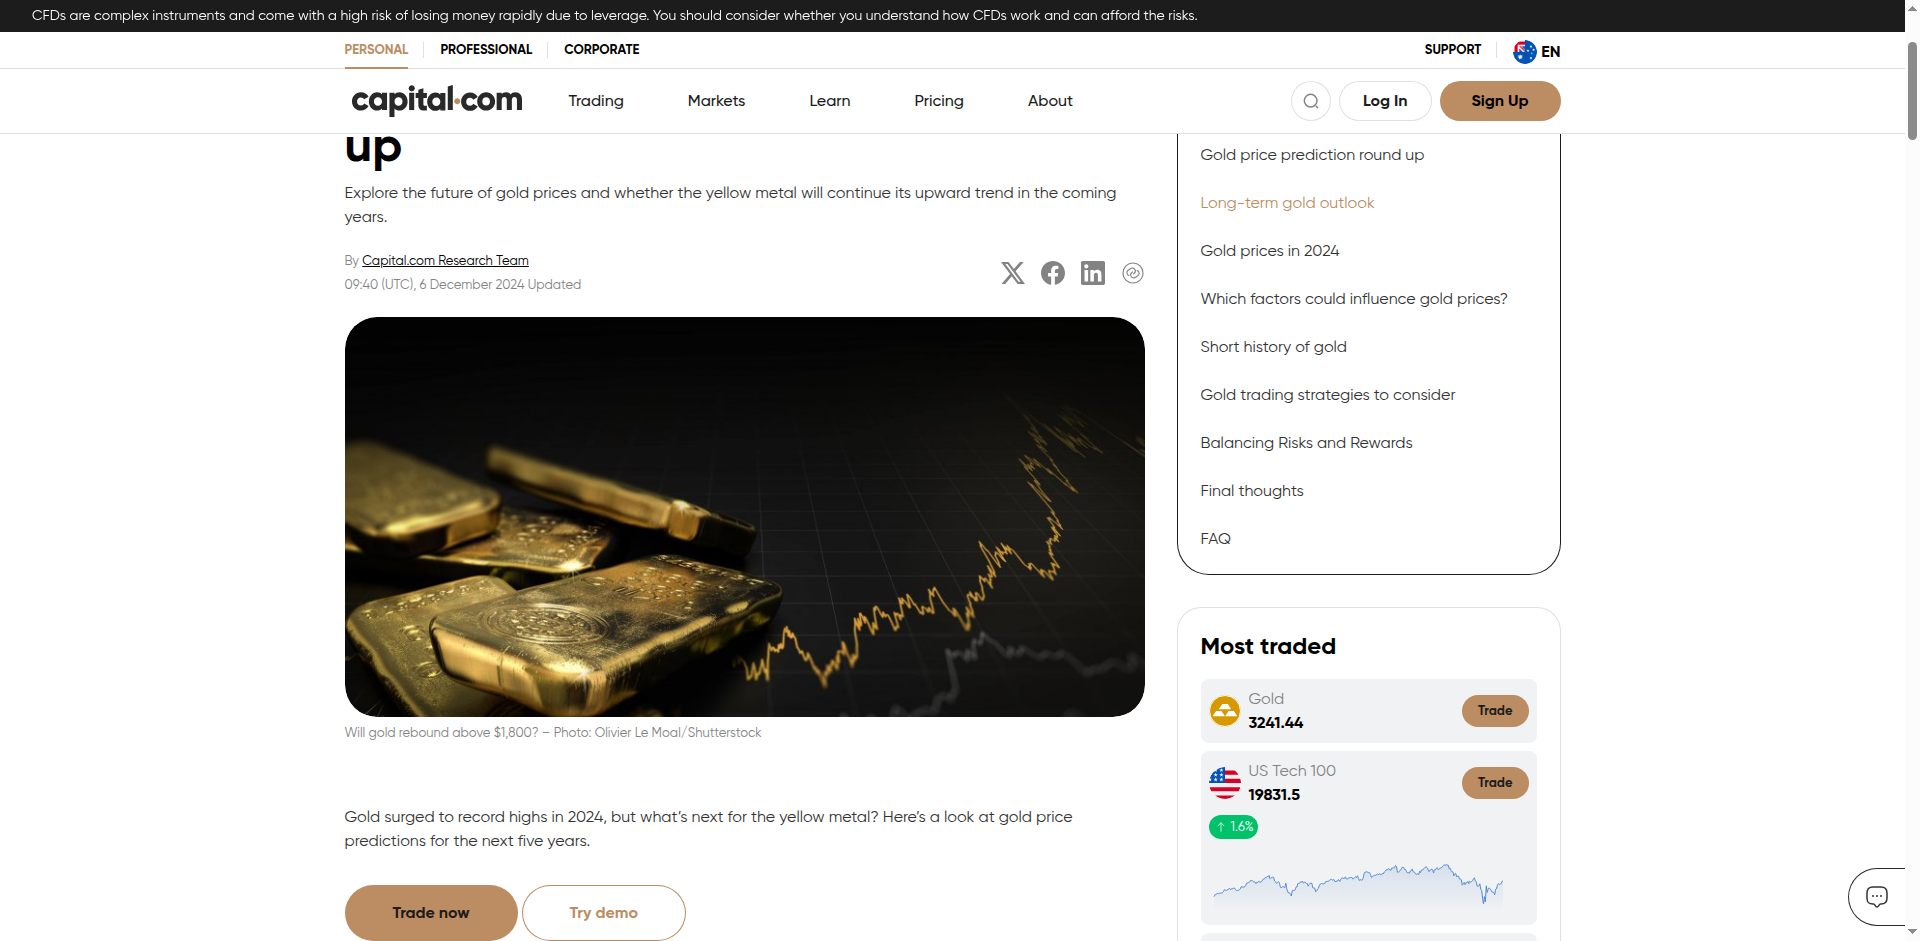 CFDs are complex instruments and come with a high risk of losing money rapidly due to leverage. You should consider whether you understand how CFDs work and can afford the risks.
PERSONAL
PROFESSIONAL
CORPORATE
SUPPORT
EN
capital.com
Trading
Markets
Learn
Pricing
About
Log In
Sign Up
up
Explore the future of gold prices and whether the yellow metal will continue its upward trend in the coming
years.
By Capital.com Research Team
09:40 (UTC), 6 December 2024 Updated
Will gold rebound above $1,800? – Photo: Olivier Le Moal/Shutterstock
Gold surged to record highs in 2024, but what’s next for the yellow metal? Here’s a look at gold price
predictions for the next five years.
Trade now
Try demo
Gold price prediction round up
Long-term gold outlook
Gold prices in 2024
Which factors could influence gold prices?
Short history of gold
Gold trading strategies to consider
Balancing Risks and Rewards
Final thoughts
FAQ
Most traded
Gold
3241.44
Trade
US Tech 100
19831.5
Trade
↑ 1.6%